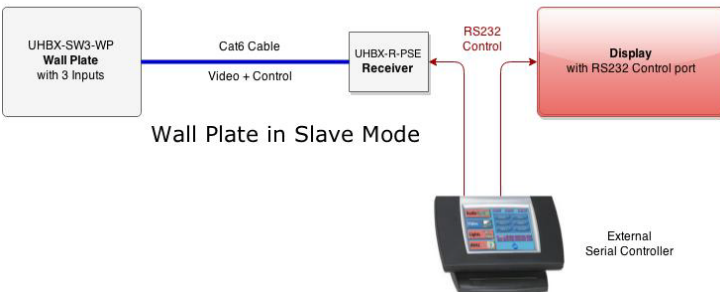 UHBX-SW3-WP
Wall Plate
with 3 Inputs
Cat6 Cable
Video + Control
UHBX-R-PSE
Receiver
RS232
Control
Display
with RS232 Control port
Wall Plate in Slave Mode
External
Serial Controller